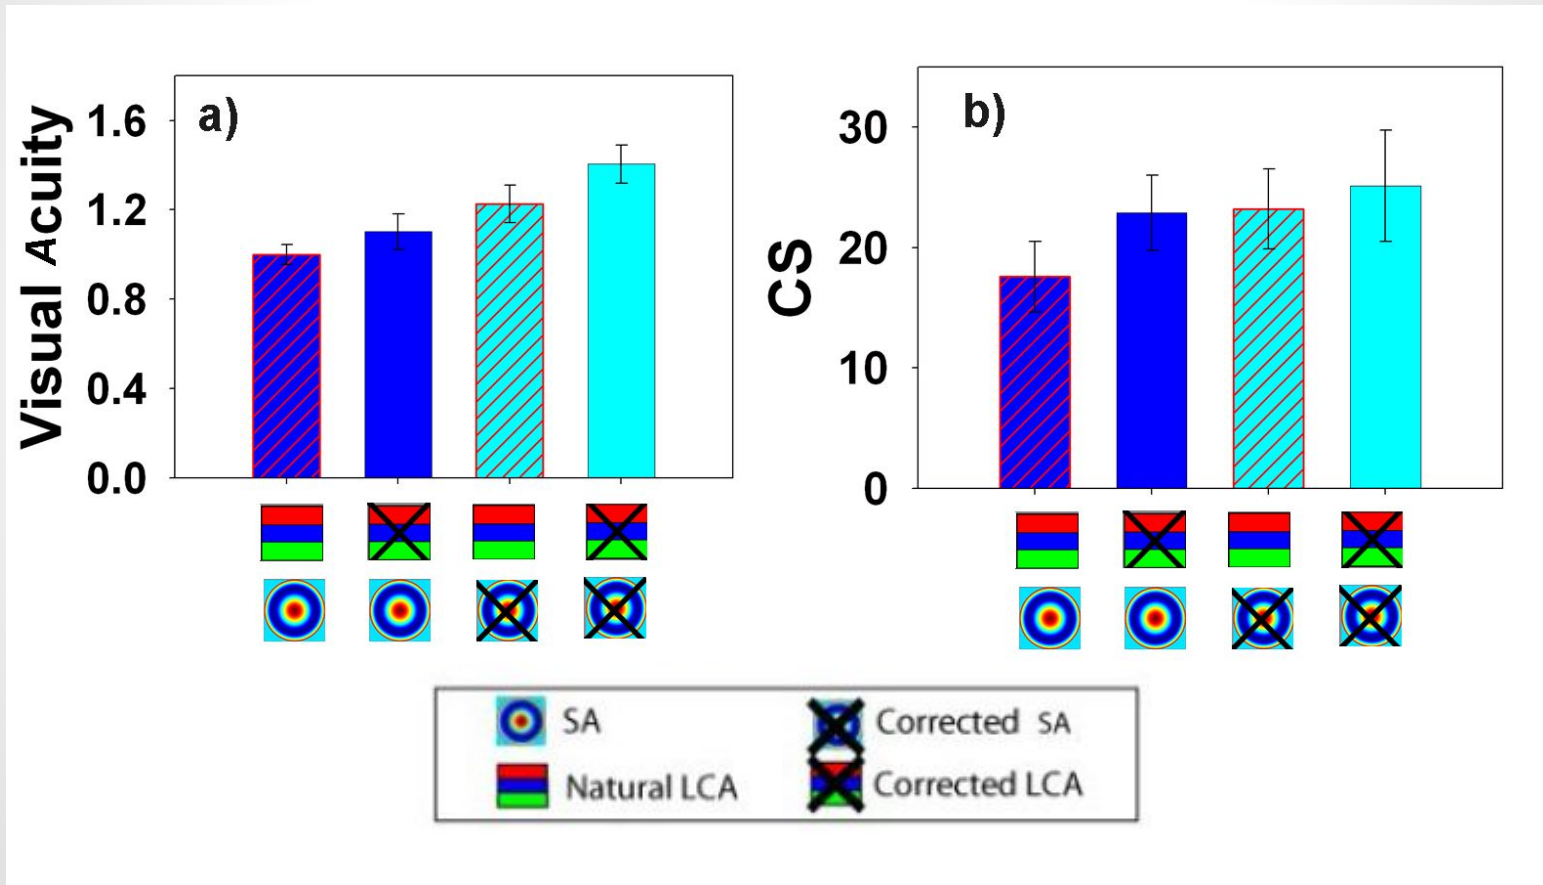 a)
Visual Acuity
1.6
1.2
0.8
0.4
0.0
b)
CS
30
20
10
0
SA
Corrected SA
Natural LCA
Corrected LCA